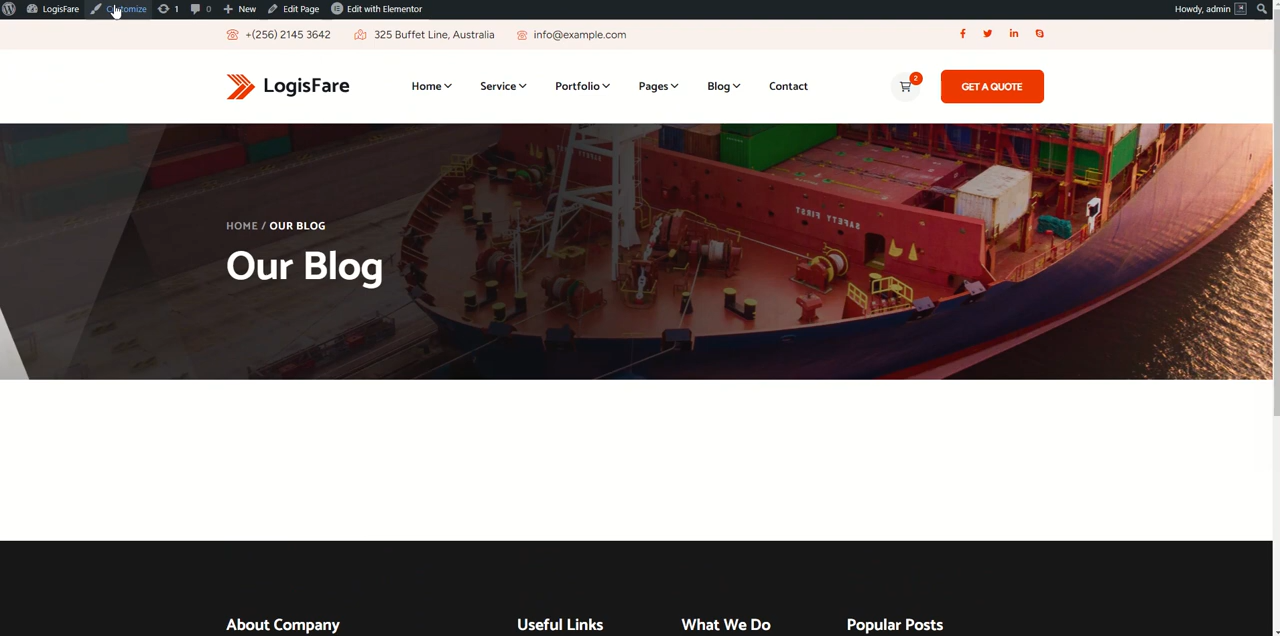 LogisFare Customize 1 0 New Edit Page Edit with Elementor Howdy, admin
+(256) 2145 3642 325 Buffet Line, Australia info@example.com
LogisFare Home Service Portfolio Pages Blog Contact 2 GET A QUOTE
SAFETY FIRST
HOME / OUR BLOG
Our Blog
About Company Useful Links What We Do Popular Posts